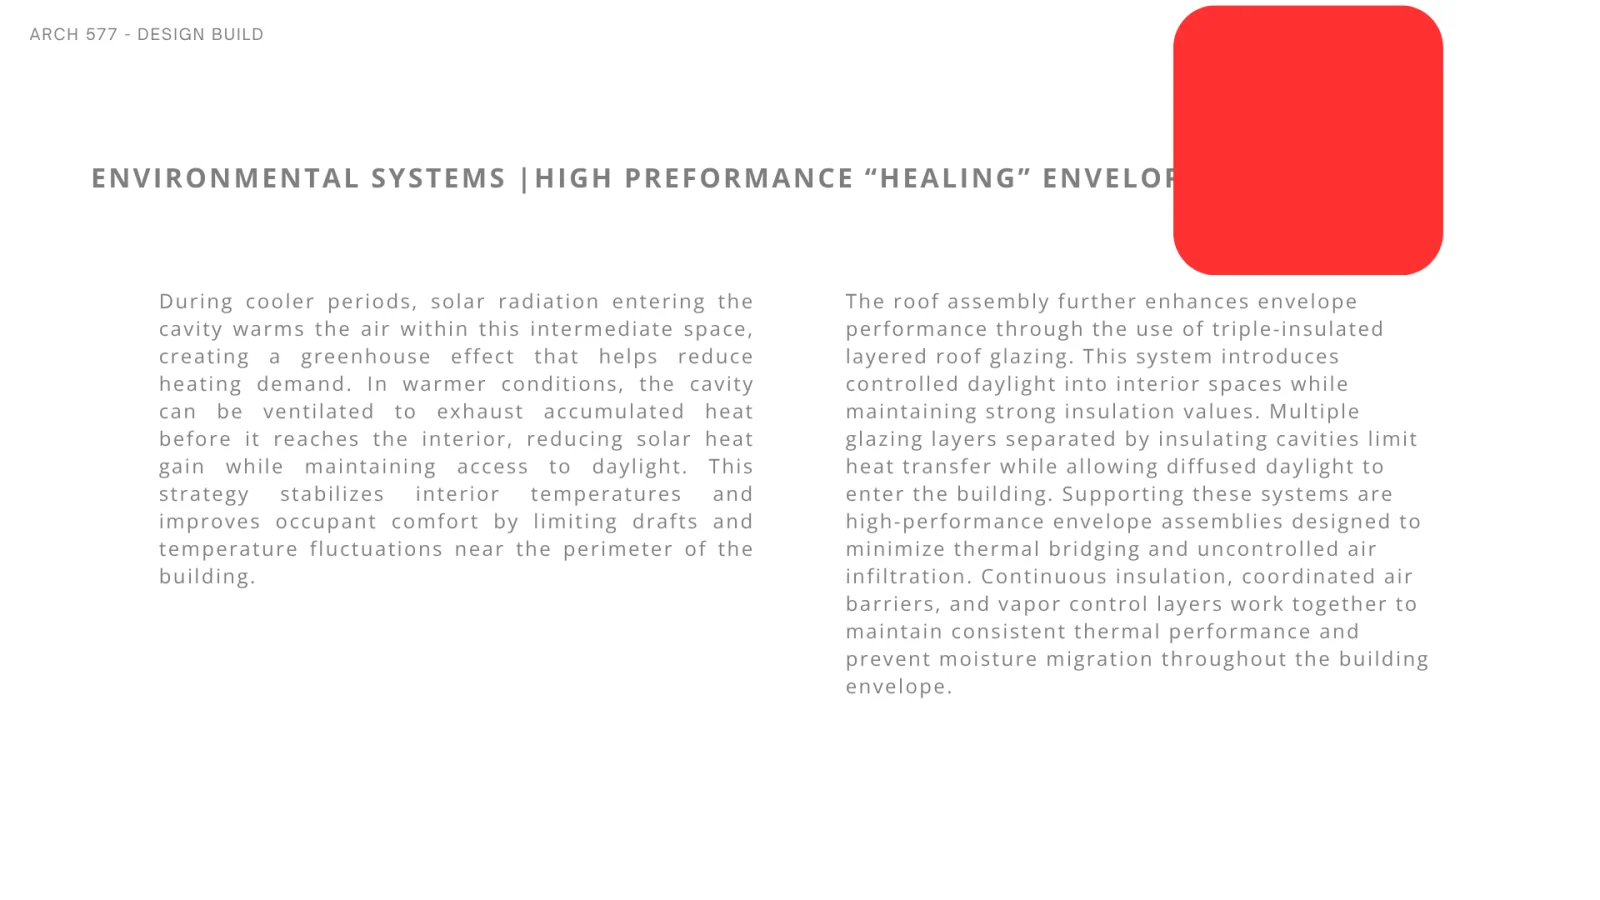 ARCH 577 - DESIGN BUILD
ENVIRONMENTAL SYSTEMS |HIGH PREFORMANCE “HEALING”
During cooler periods, solar radiation entering the
cavity warms the air within this intermediate space,
creating a greenhouse effect that helps reduce
heating demand. In warmer conditions, the cavity
can be ventilated to exhaust accumulated heat
before it reaches the interior, reducing solar heat
gain while maintaining access to daylight. This
strategy stabilizes interior temperatures and
improves occupant comfort by limiting drafts and
temperature fluctuations near the perimeter of the
building.
The roof assembly further enhances envelope
performance through the use of triple-insulated
layered roof glazing. This system introduces
controlled daylight into interior spaces while
maintaining strong insulation values. Multiple
glazing layers separated by insulating cavities limit
heat transfer while allowing diffused daylight to
enter the building. Supporting these systems are
high-performance envelope assemblies designed to
minimize thermal bridging and uncontrolled air
infiltration. Continuous insulation, coordinated air
barriers, and vapor control layers work together to
maintain consistent thermal performance and
prevent moisture migration throughout the building
envelope.